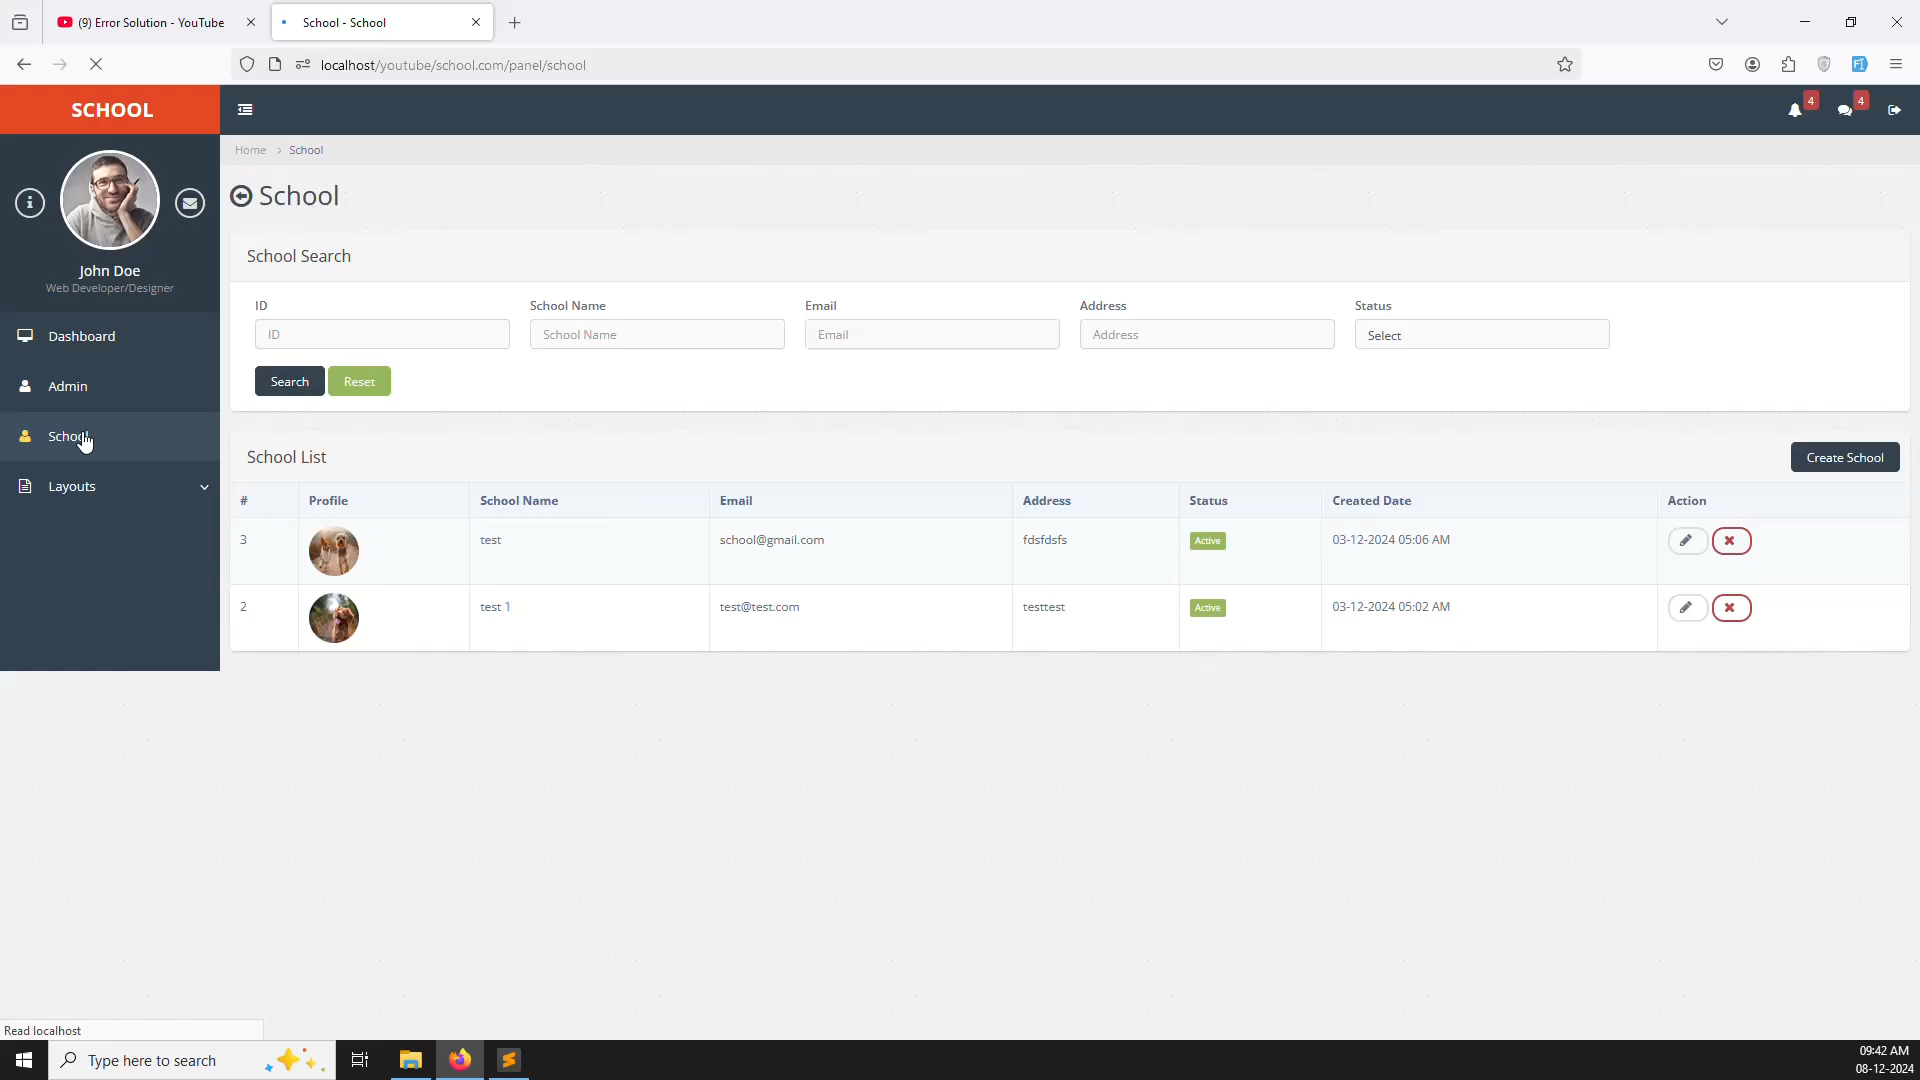 (9) Error Solution - YouTube
School - School
localhost/youtube/school.com/panel/school
SCHOOL
4
4
Home > School
School
John Doe
Web Developer/Designer
Dashboard
Admin
School
Layouts
School Search
ID
School Name
Email
Address
Status
ID
School Name
Email
Address
Select
Search
Reset
School List
Create School
# Profile School Name Email Address Status Created Date Action
3 test school@gmail.com fdsfdsfs Active 03-12-2024 05:06 AM
2 test 1 test@test.com testtest Active 03-12-2024 05:02 AM
Read localhost
Type here to search
09:42 AM
08-12-2024